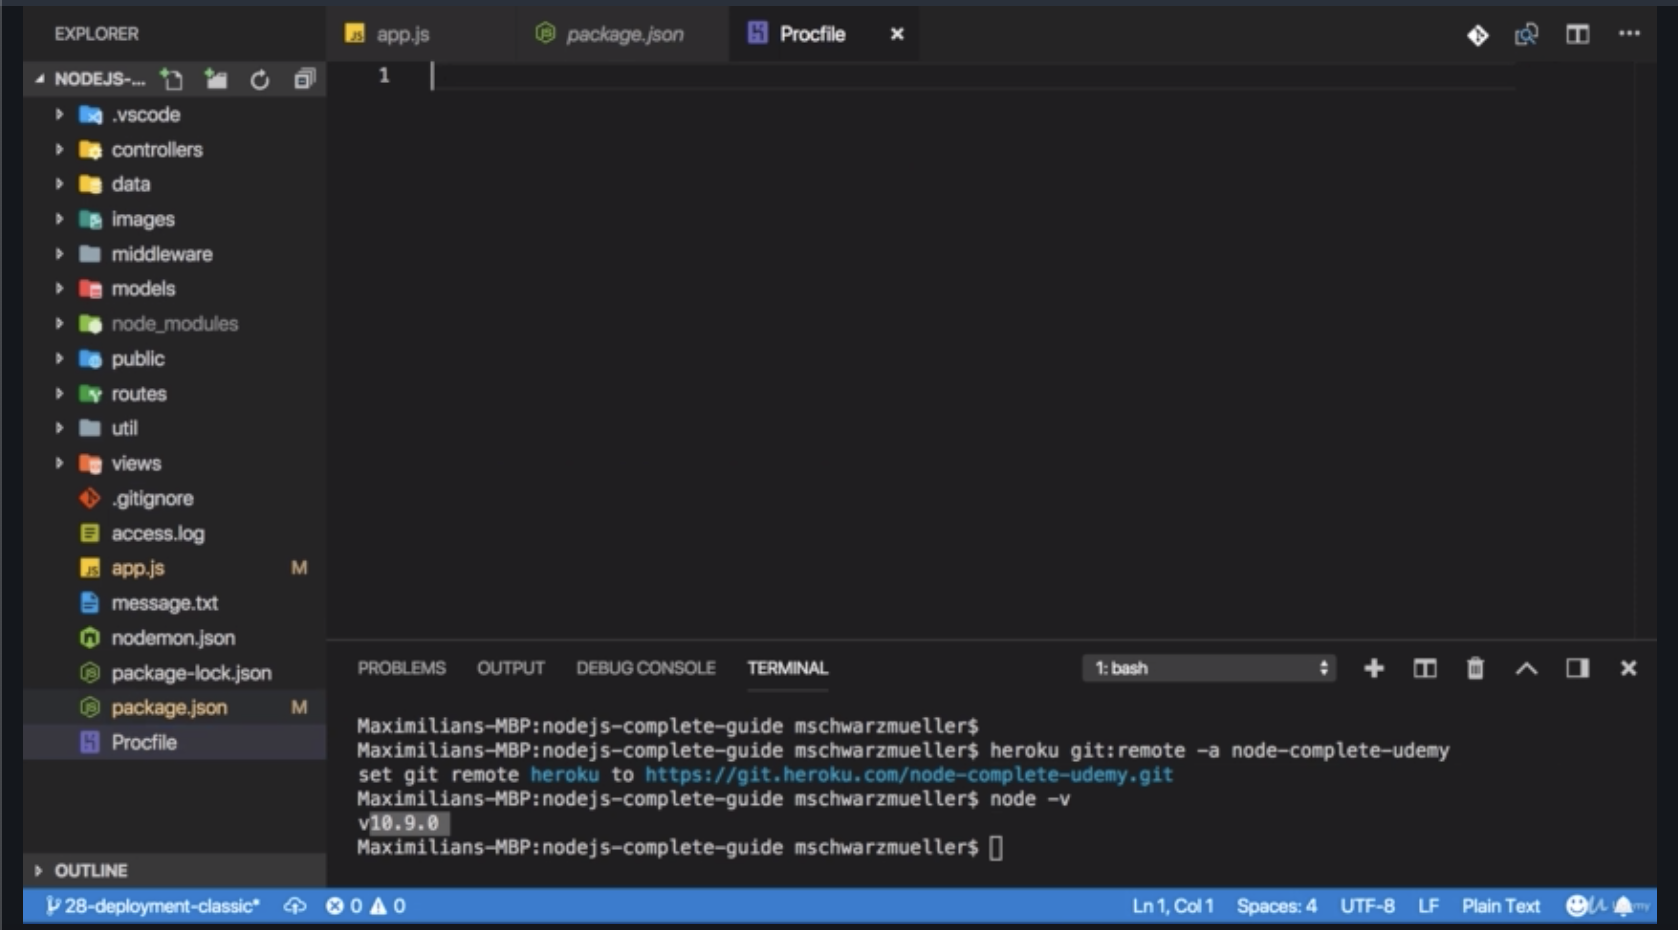 EXPLORER
app.js
package.json
Procfile
NODEJS-...
.vscode
controllers
data
images
middleware
models
node_modules
public
routes
util
views
.gitignore
access.log
app.js M
message.txt
nodemon.json
package-lock.json
package.json M
Procfile
OUTLINE
1
PROBLEMS OUTPUT DEBUG CONSOLE TERMINAL 1: bash
Maximilians-MBP:nodejs-complete-guide mschwarzmueller$
Maximilians-MBP:nodejs-complete-guide mschwarzmueller$ heroku git:remote -a node-complete-udemy
set git remote heroku to https://git.heroku.com/node-complete-udemy.git
Maximilians-MBP:nodejs-complete-guide mschwarzmueller$ node -v
v10.9.0
Maximilians-MBP:nodejs-complete-guide mschwarzmueller$
28-deployment-classic* 0 0 Ln 1, Col 1 Spaces: 4 UTF-8 LF Plain Text